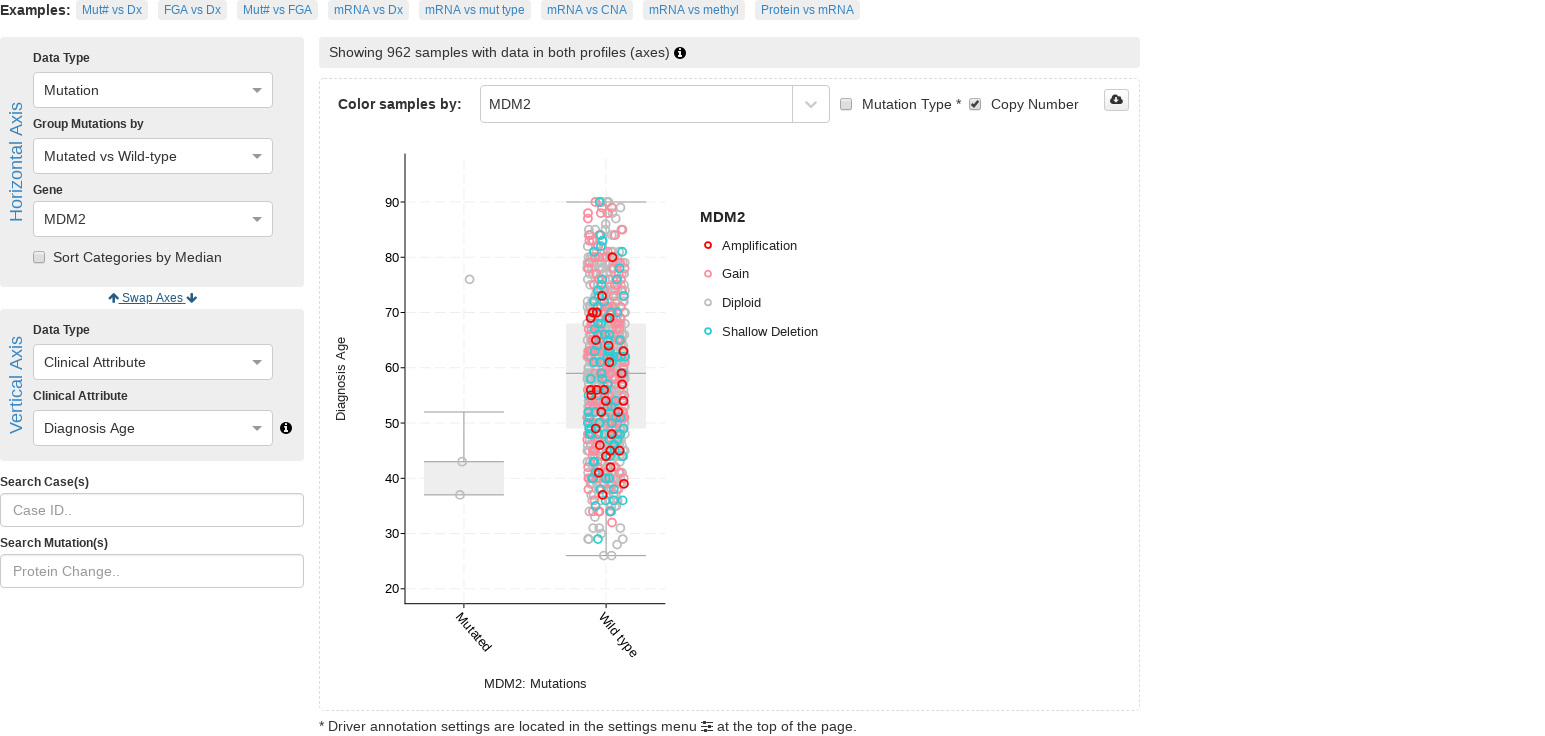 Examples: Mut# vs Dx FGA vs Dx Mut# vs FGA mRNA vs Dx mRNA vs mut type mRNA vs CNA mRNA vs methyl Protein vs mRNA
Horizontal Axis
Data Type
Mutation
Group Mutations by
Mutated vs Wild-type
Gene
MDM2
Sort Categories by Median
Swap Axes
Vertical Axis
Data Type
Clinical Attribute
Clinical Attribute
Diagnosis Age
Search Case(s)
Case ID..
Search Mutation(s)
Protein Change..
Showing 962 samples with data in both profiles (axes)
Color samples by: MDM2 Mutation Type * Copy Number
Diagnosis Age
90
80
70
60
50
40
30
20
Mutated
Wild type
MDM2: Mutations
MDM2
Amplification
Gain
Diploid
Shallow Deletion
* Driver annotation settings are located in the settings menu at the top of the page.